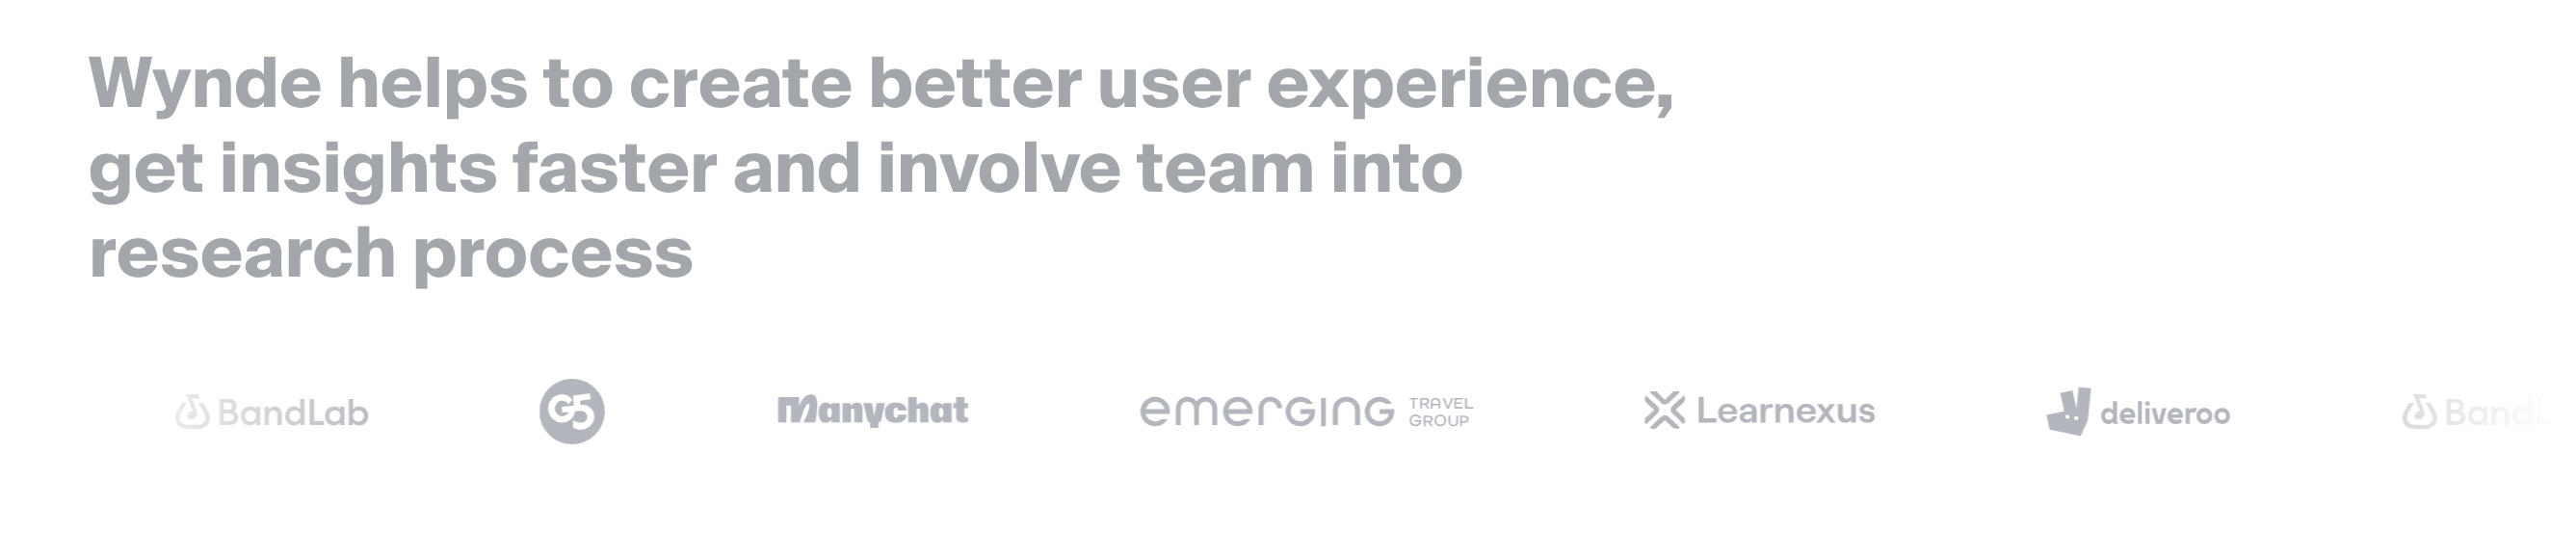 Wynde helps to create better user experience,
get insights faster and involve team into
research process
BandLab
G5
Manychat
emerging TRAVEL GROUP
Learnexus
deliveroo
Band